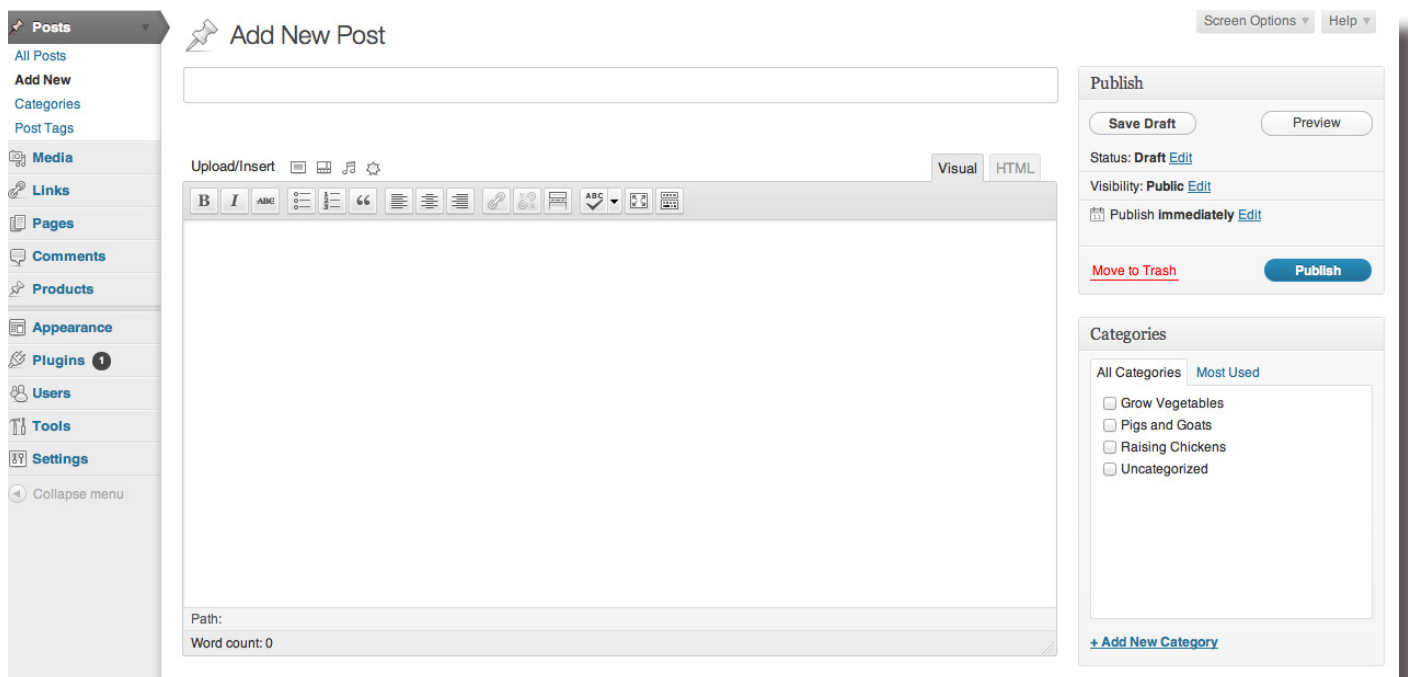 Posts
All Posts
Add New
Categories
Post Tags
Media
Links
Pages
Comments
Products
Appearance
Plugins 1
Users
Tools
Settings
Collapse menu
Screen Options Help
Add New Post
Upload/Insert
Visual HTML
B I ABC ABC
Path:
Word count: 0
Publish
Save Draft Preview
Status: Draft Edit
Visibility: Public Edit
Publish immediately Edit
Move to Trash Publish
Categories
All Categories Most Used
Grow Vegetables
Pigs and Goats
Raising Chickens
Uncategorized
+ Add New Category